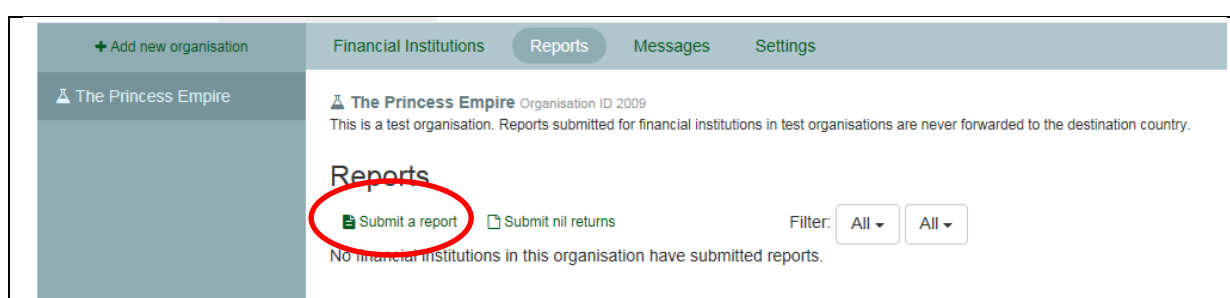 + Add new organisation
Financial Institutions Reports Messages Settings
The Princess Empire
The Princess Empire Organisation ID 2009
This is a test organisation. Reports submitted for financial institutions in test organisations are never forwarded to the destination country.
Reports
Submit a report Submit nil returns Filter: All All
No financial institutions in this organisation have submitted reports.